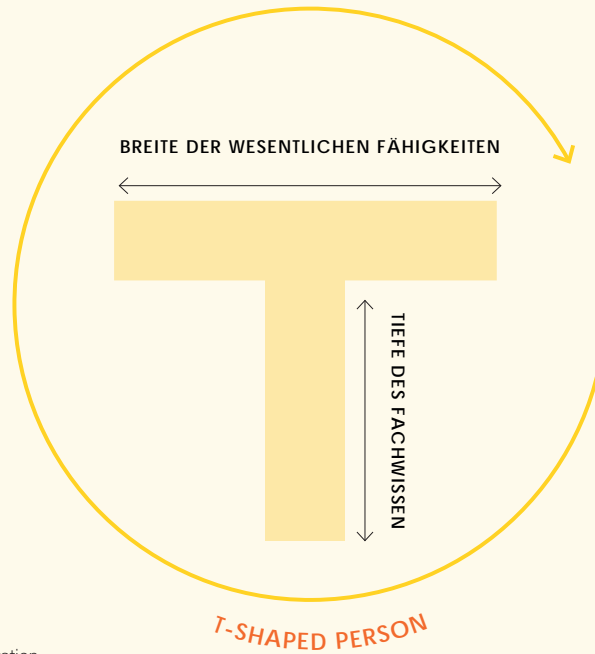 BREITE DER WESENTLICHEN FÄHIGKEITEN
TIEFE DES FACHWISSEN
T-SHAPED PERSON